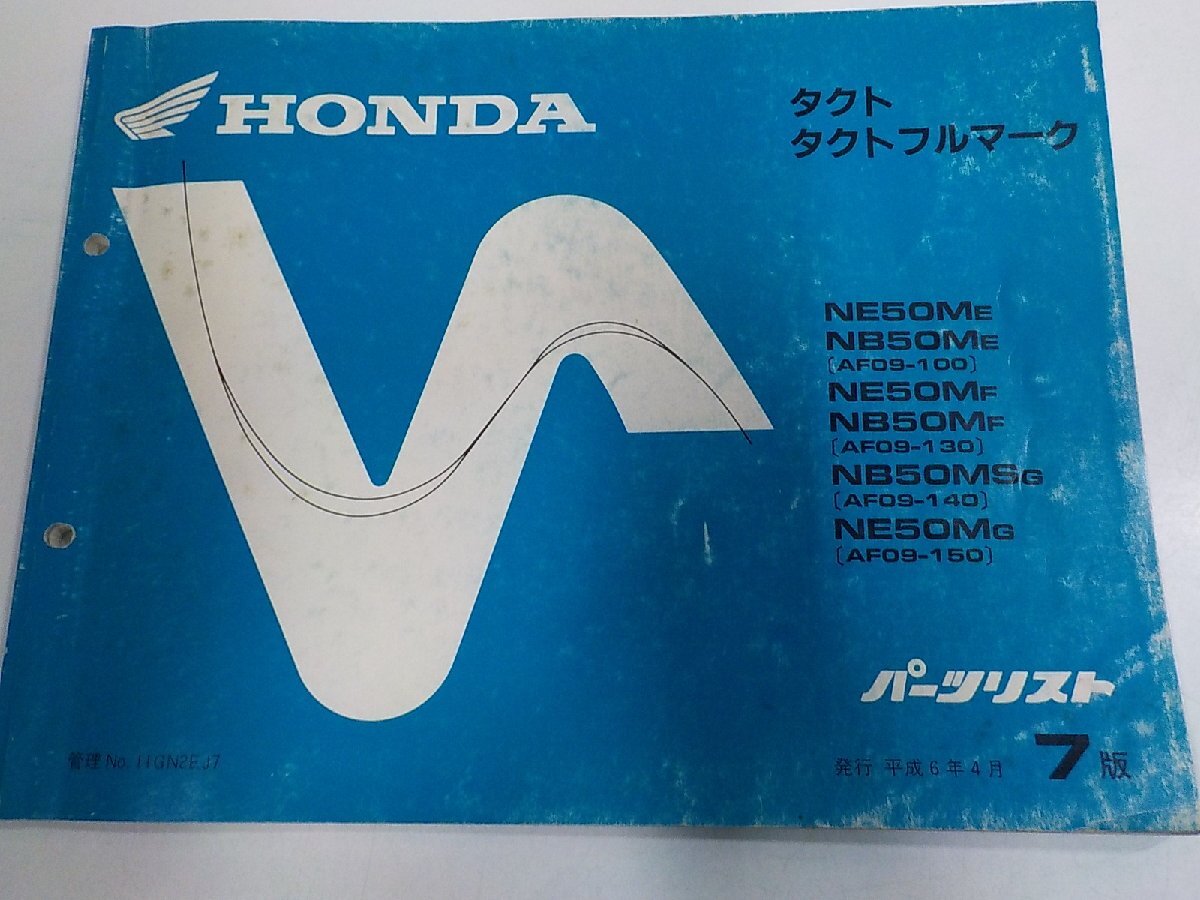 HONDA
タクト
タクトフルマーク
NE50ME
NB50ME
(AF09-100)
NE50MF
NB50MF
(AF09-130)
NB50MSG
(AF09-140)
NE50MG
(AF09-150)
パーツリスト
管理 No.
発行 平成6年4月 7版